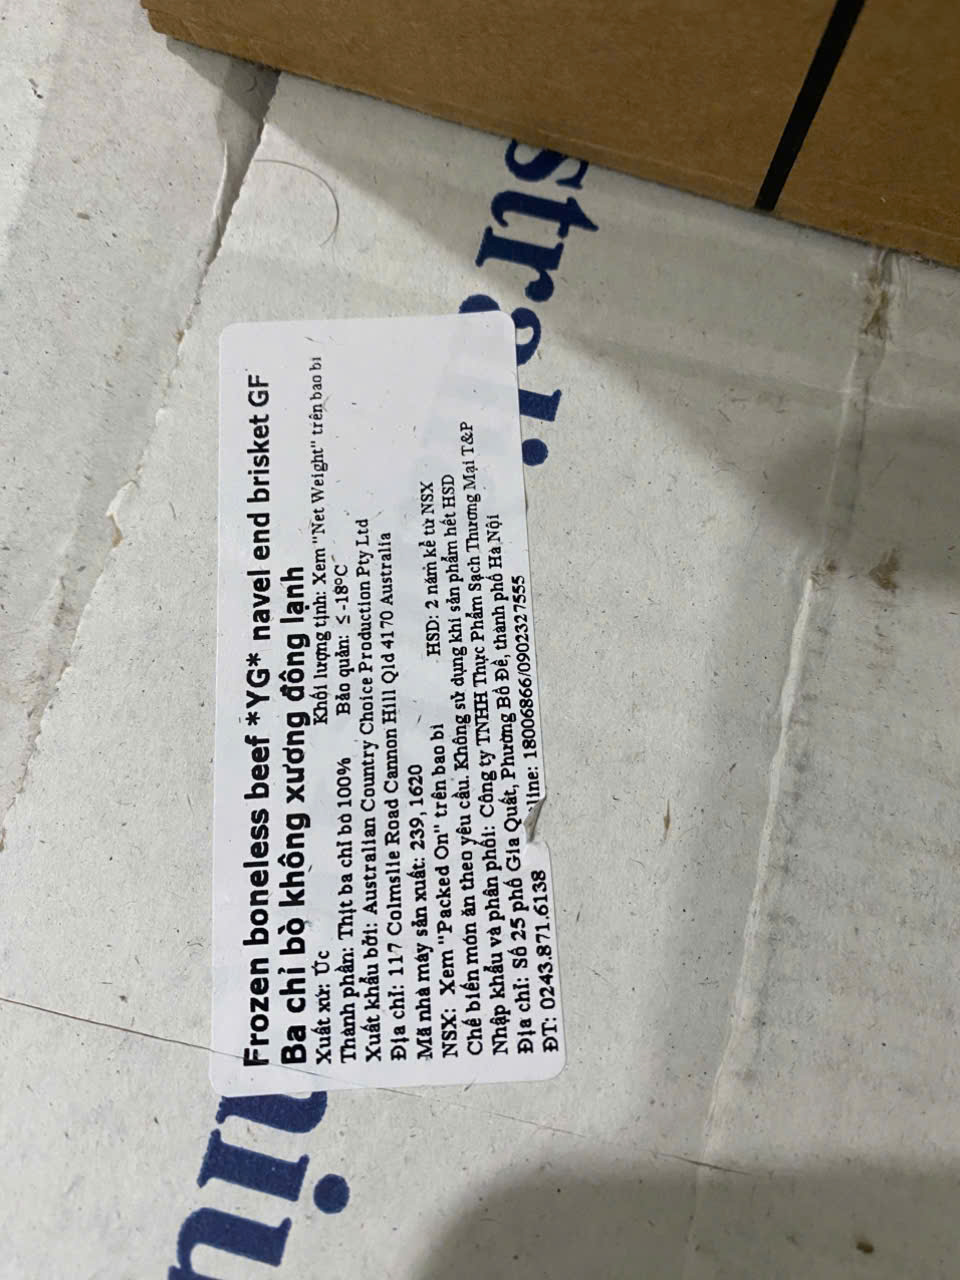 Frozen boneless beef *YG* navel end brisket GF
Ba chỉ bò không xương đông lạnh
Xuất xứ: Úc Khối lượng tịnh: Xem "Net Weight" trên bao bì
Thành phần: Thịt ba chỉ bò 100% Bảo quản: ≤ -18°C
Xuất khẩu bởi: Australian Country Choice Production Pty Ltd
Địa chỉ: 117 Colmslie Road Cannon Hill Qld 4170 Australia
Mã nhà máy sản xuất: 239, 1620
NSX: Xem "Packed On" trên bao bì HSD: 2 năm kể từ NSX
Chế biến món ăn theo yêu cầu. Không sử dụng khi sản phẩm hết HSD
Nhập khẩu và phân phối: Công ty TNHH Thực Phẩm Sạch Thương Mại T&P
Địa chỉ: Số 25 phố Gia Quất, Phường Bồ Đề, thành phố Hà Nội
ĐT: 0243.871.6138 line: 18006866/0902327555